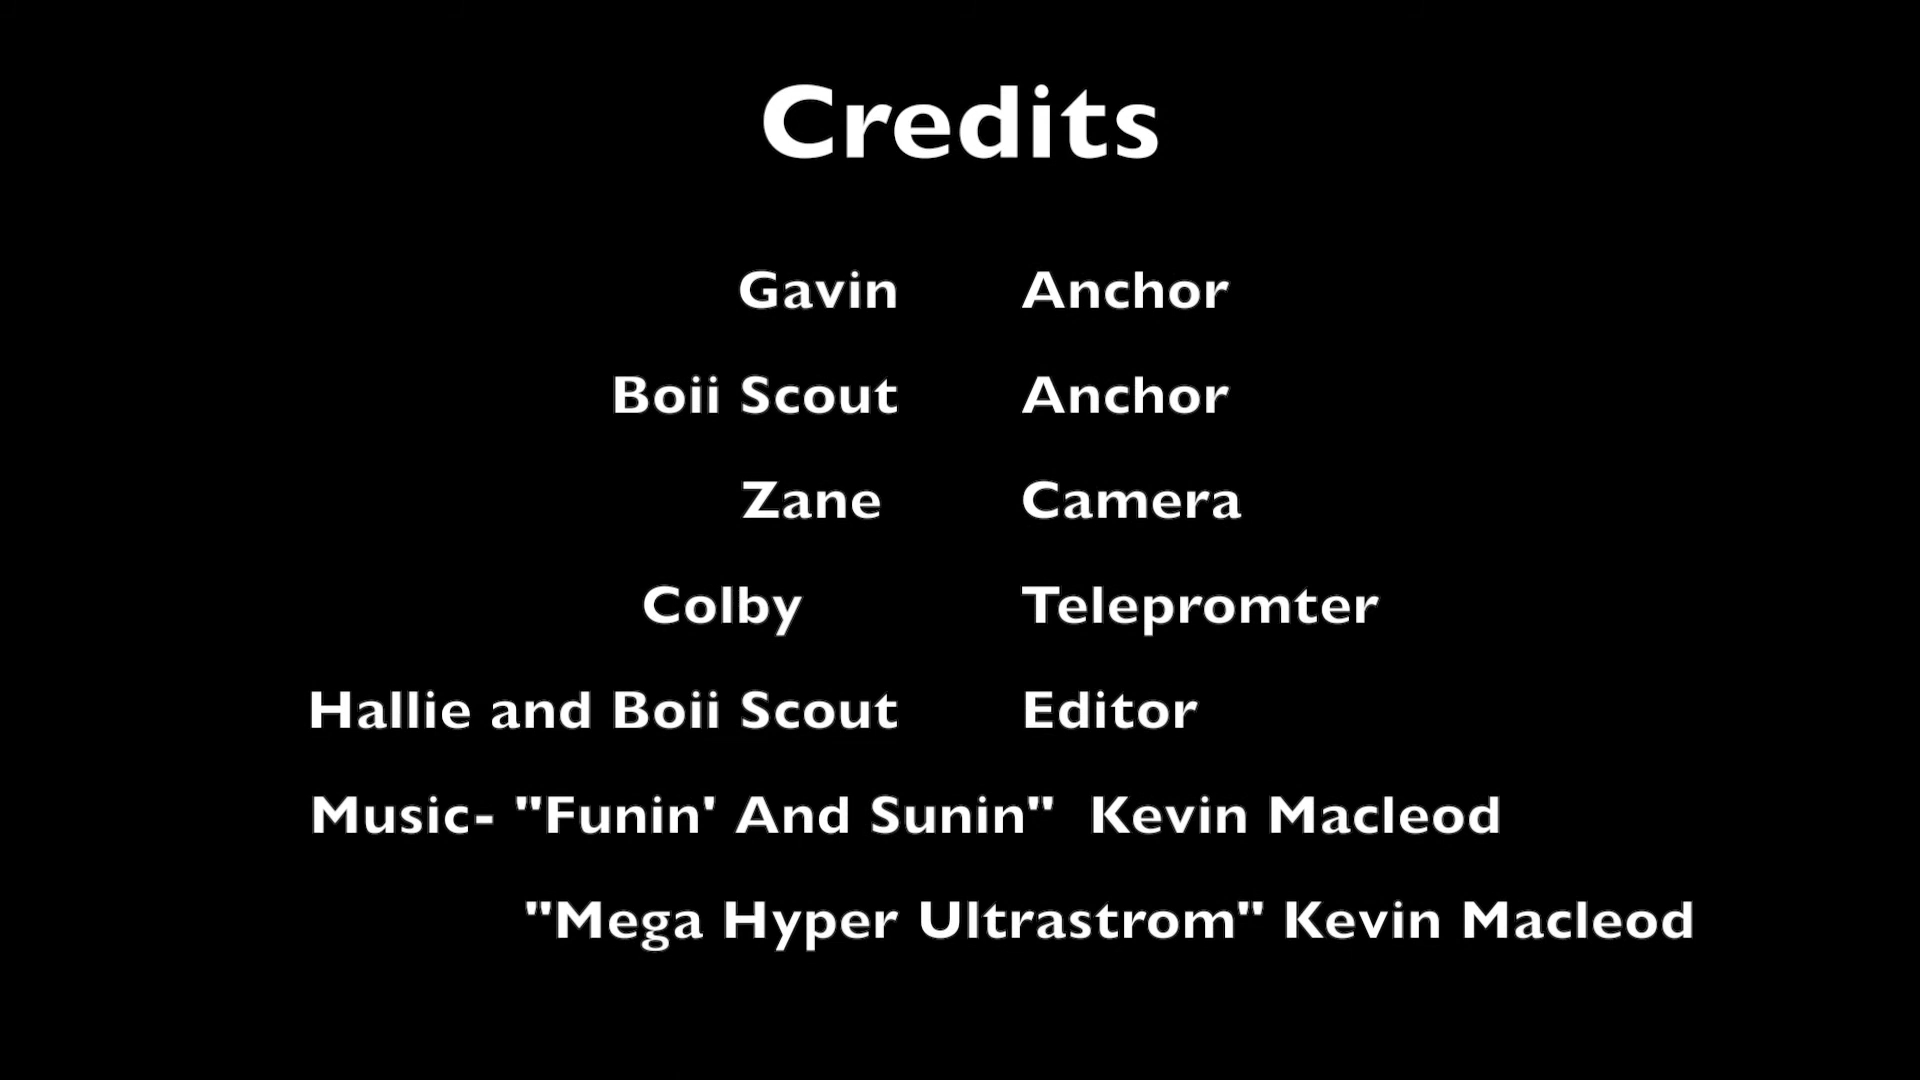 Credits
Gavin Anchor
Boii Scout Anchor
Zane Camera
Colby Telepromter
Hallie and Boii Scout Editor
Music- "Funin' And Sunin" Kevin Macleod
"Mega Hyper Ultrastrom" Kevin Macleod